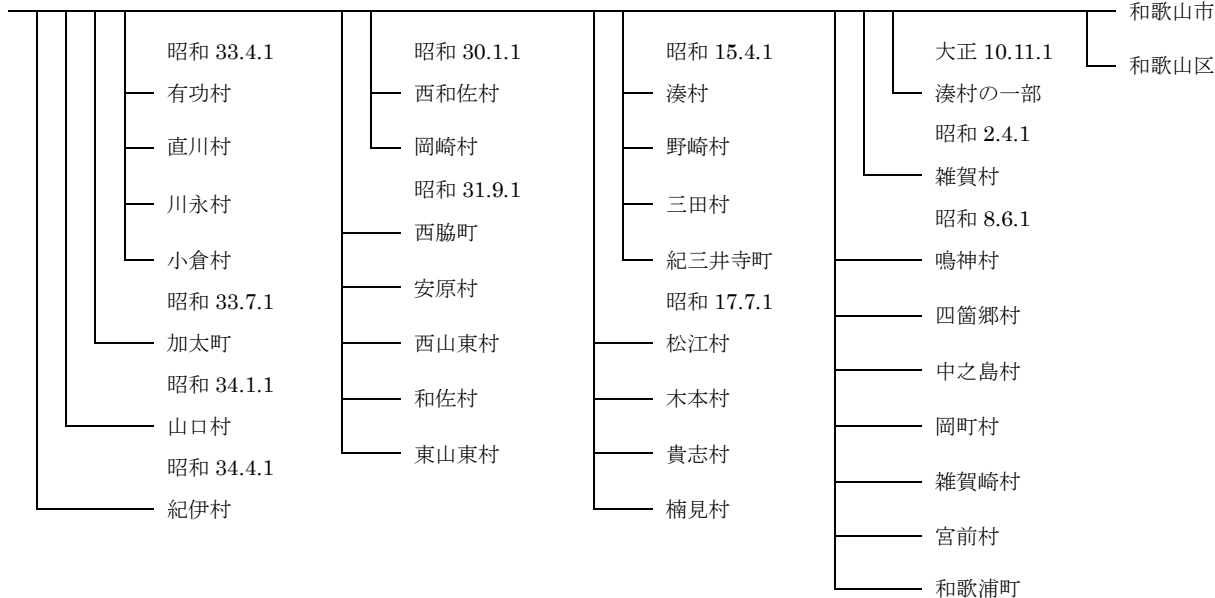 和歌山市
和歌山区
昭和 33.4.1
有功村
直川村
川永村
小倉村
昭和 33.7.1
加太町
昭和 34.1.1
山口村
昭和 34.4.1
紀伊村
昭和 30.1.1
西和佐村
岡崎村
昭和 31.9.1
西脇町
安原村
西山東村
和佐村
東山東村
昭和 15.4.1
湊村
野崎村
三田村
紀三井寺町
昭和 17.7.1
松江村
木本村
貴志村
楠見村
大正 10.11.1
湊村の一部
昭和 2.4.1
雑賀村
昭和 8.6.1
鳴神村
四箇郷村
中之島村
岡町村
雑賀崎村
宮前村
和歌浦町